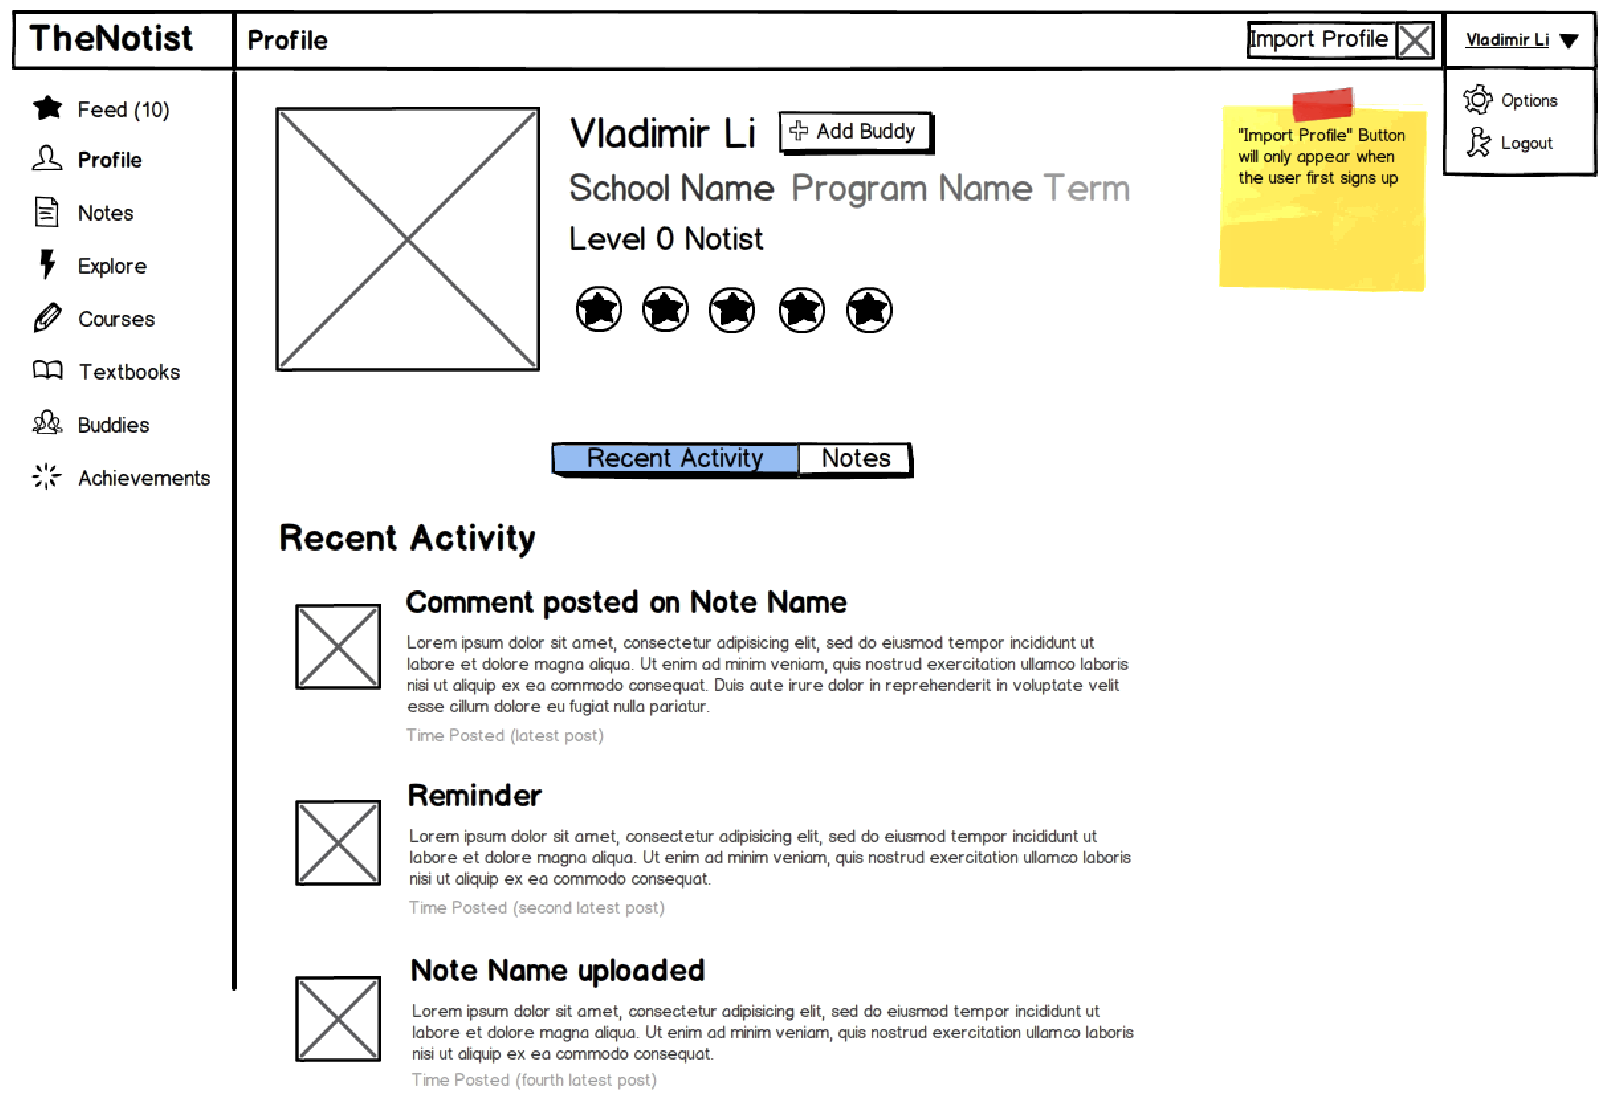 TheNotist
Profile
Import Profile
Vladimir Li
Options
Logout
Feed (10)
Profile
Notes
Explore
Courses
Textbooks
Buddies
Achievements
Vladimir Li
Add Buddy
School Name Program Name Term
Level 0 Notist
"Import Profile" Button
will only appear when
the user first signs up
Recent Activity
Notes
Recent Activity
Comment posted on Note Name
Lorem ipsum dolor sit amet, consectetur adipisicing elit, sed do eiusmod tempor incididunt ut
labore et dolore magna aliqua. Ut enim ad minim veniam, quis nostrud exercitation ullamco laboris
nisi ut aliquip ex ea commodo consequat. Duis aute irure dolor in reprehenderit in voluptate velit
esse cillum dolore eu fugiat nulla pariatur.
Time Posted (latest post)
Reminder
Lorem ipsum dolor sit amet, consectetur adipisicing elit, sed do eiusmod tempor incididunt ut
labore et dolore magna aliqua. Ut enim ad minim veniam, quis nostrud exercitation ullamco laboris
nisi ut aliquip ex ea commodo consequat.
Time Posted (second latest post)
Note Name uploaded
Lorem ipsum dolor sit amet, consectetur adipisicing elit, sed do eiusmod tempor incididunt ut
labore et dolore magna aliqua. Ut enim ad minim veniam, quis nostrud exercitation ullamco laboris
nisi ut aliquip ex ea commodo consequat.
Time Posted (fourth latest post)